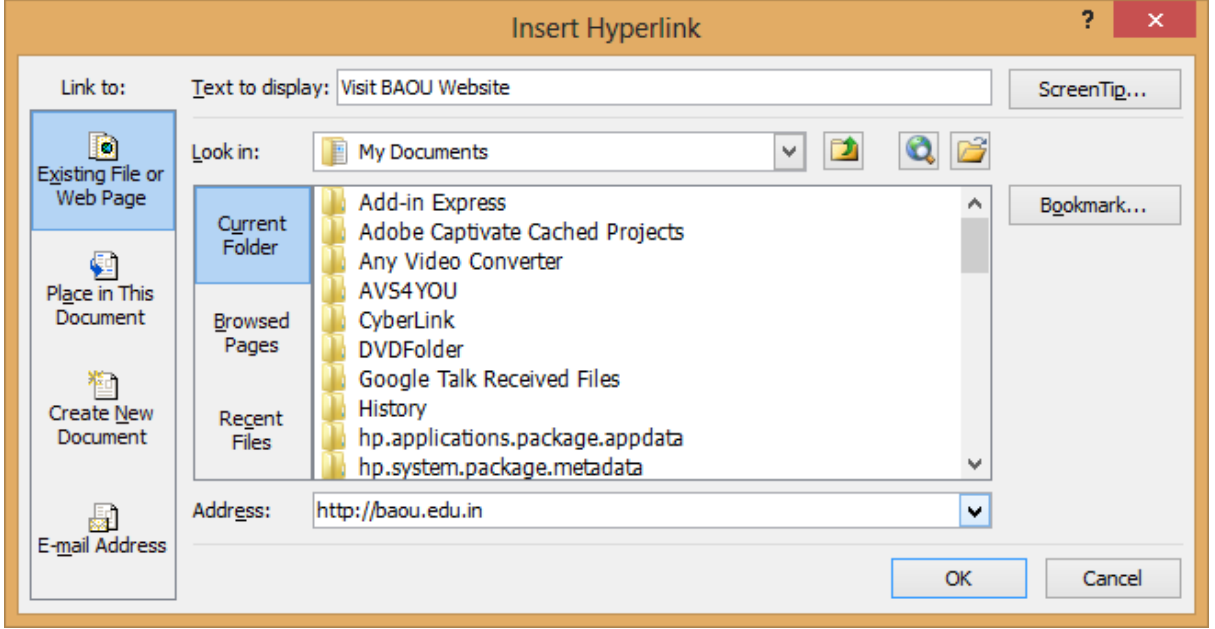 Insert Hyperlink
?
Link to:
Text to display: Visit BAOU Website
ScreenTip...
Existing File or
Web Page
Look in: My Documents
Bookmark...
Current
Folder
Browsed
Pages
Recent
Files
Add-in Express
Adobe Captivate Cached Projects
Any Video Converter
AVS4YOU
CyberLink
DVDFolder
Google Talk Received Files
History
hp.applications.package.appdata
hp.system.package.metadata
Place in This
Document
Create New
Document
E-mail Address
Address: http://baou.edu.in
OK
Cancel